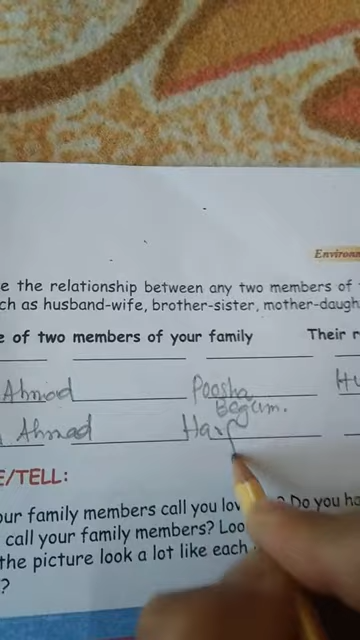 Environm
e the relationship between any two members of
ch as husband-wife, brother-sister, mother-daugh
e of two members of your family Their r
Ahmad Poosha Hu
Begum.
Ahmad Harf
E/TELL:
our family members call you lov ? Do you ha
call your family members? Loo
the picture look a lot like each
?